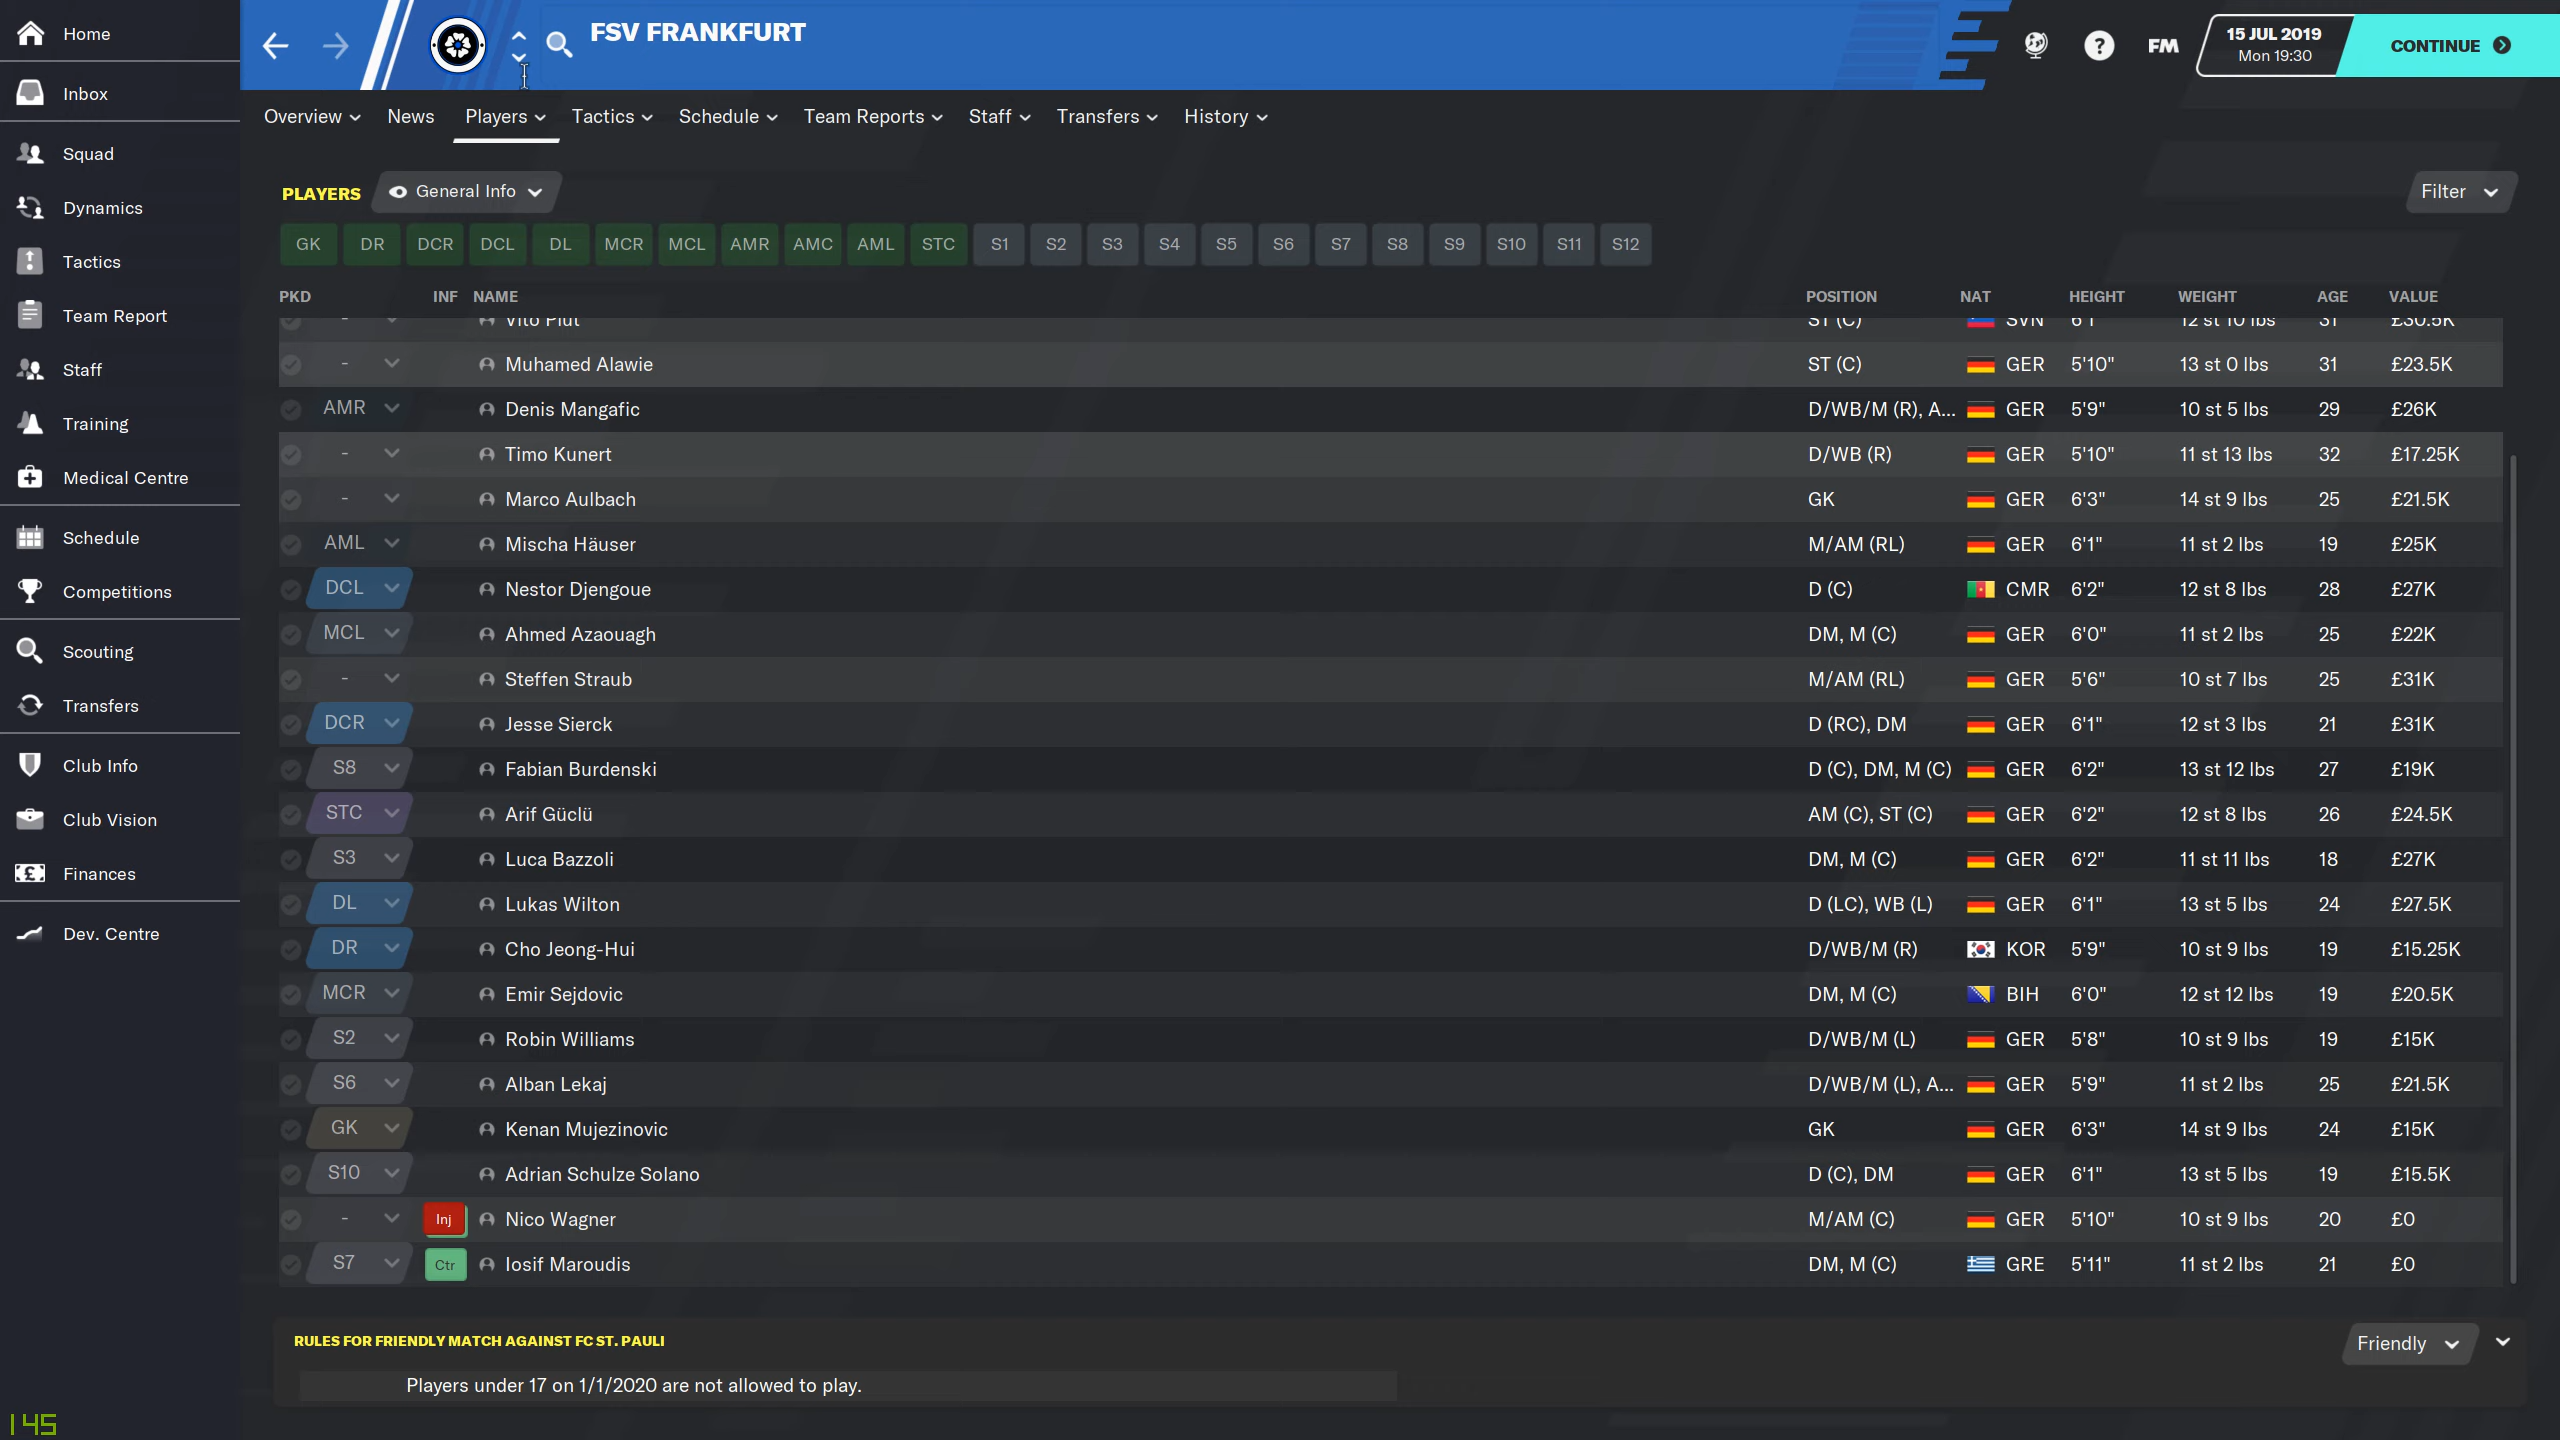 Home
Inbox
Squad
Dynamics
Tactics
Team Report
Staff
Training
Medical Centre
Schedule
Competitions
Scouting
Transfers
Club Info
Club Vision
Finances
Dev. Centre
145
FSV FRANKFURT
FM
15 JUL 2019
Mon 19:30
CONTINUE
Overview News Players Tactics Schedule Team Reports Staff Transfers History
PLAYERS General Info Filter
GK DR DCR DCL DL MCR MCL AMR AMC AML STC S1 S2 S3 S4 S5 S6 S7 S8 S9 S10 S11 S12
PKD INF NAME POSITION NAT HEIGHT WEIGHT AGE VALUE
- Vito Plut ST (C) SVN 6'1" 12 st 10 lbs 31 £30.5K
- Muhamed Alawie ST (C) GER 5'10" 13 st 0 lbs 31 £23.5K
AMR Denis Mangafic D/WB/M (R), A... GER 5'9" 10 st 5 lbs 29 £26K
- Timo Kunert D/WB (R) GER 5'10" 11 st 13 lbs 32 £17.25K
- Marco Aulbach GK GER 6'3" 14 st 9 lbs 25 £21.5K
AML Mischa Häuser M/AM (RL) GER 6'1" 11 st 2 lbs 19 £25K
DCL Nestor Djengoue D (C) CMR 6'2" 12 st 8 lbs 28 £27K
MCL Ahmed Azaouagh DM, M (C) GER 6'0" 11 st 2 lbs 25 £22K
- Steffen Straub M/AM (RL) GER 5'6" 10 st 7 lbs 25 £31K
DCR Jesse Sierck D (RC), DM GER 6'1" 12 st 3 lbs 21 £31K
S8 Fabian Burdenski D (C), DM, M (C) GER 6'2" 13 st 12 lbs 27 £19K
STC Arif Güclü AM (C), ST (C) GER 6'2" 12 st 8 lbs 26 £24.5K
S3 Luca Bazzoli DM, M (C) GER 6'2" 11 st 11 lbs 18 £27K
DL Lukas Wilton D (LC), WB (L) GER 6'1" 13 st 5 lbs 24 £27.5K
DR Cho Jeong-Hui D/WB/M (R) KOR 5'9" 10 st 9 lbs 19 £15.25K
MCR Emir Sejdovic DM, M (C) BIH 6'0" 12 st 12 lbs 19 £20.5K
S2 Robin Williams D/WB/M (L) GER 5'8" 10 st 9 lbs 19 £15K
S6 Alban Lekaj D/WB/M (L), A... GER 5'9" 11 st 2 lbs 25 £21.5K
GK Kenan Mujezinovic GK GER 6'3" 14 st 9 lbs 24 £15K
S10 Adrian Schulze Solano D (C), DM GER 6'1" 13 st 5 lbs 19 £15.5K
- Inj Nico Wagner M/AM (C) GER 5'10" 10 st 9 lbs 20 £0
S7 Ctr Iosif Maroudis DM, M (C) GRE 5'11" 11 st 2 lbs 21 £0
RULES FOR FRIENDLY MATCH AGAINST FC ST. PAULI Friendly
Players under 17 on 1/1/2020 are not allowed to play.